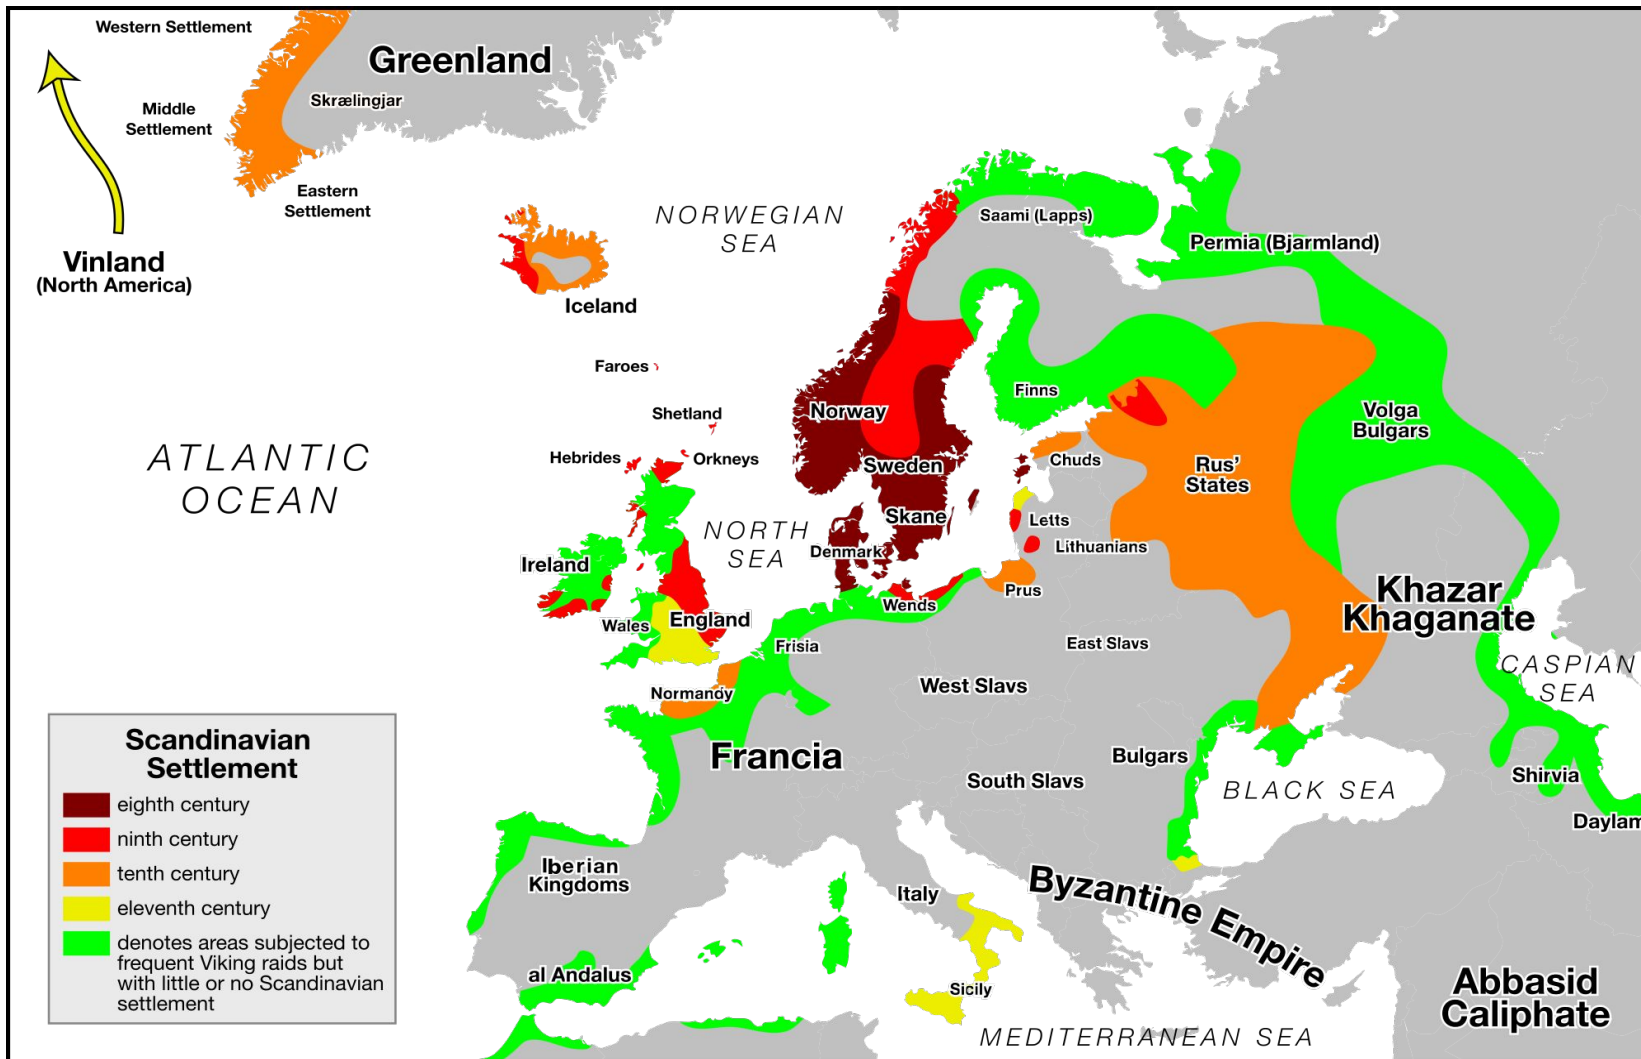 Western Settlement
Greenland
Skrælingjar
Middle
Settlement
Eastern
Settlement
Vinland
(North America)
NORWEGIAN
SEA
Iceland
Saami (Lapps)
Permia (Bjarmland)
Faroes
Shetland
Hebrides
Orkneys
ATLANTIC
OCEAN
NORTH
SEA
Norway
Sweden
Skane
Denmark
Finns
Chuds
Letts
Lithuanians
Prus
Wends
Rus’
States
Volga
Bulgars
Ireland
Wales
England
Frisia
Normandy
East Slavs
West Slavs
Khazar
Khaganate
CASPIAN
SEA
Francia
South Slavs
Bulgars
BLACK SEA
Shirvia
Daylam
Iberian
Kingdoms
al Andalus
Italy
Sicily
Byzantine Empire
Abbasid
Caliphate
MEDITERRANEAN SEA
Scandinavian
Settlement
eighth century
ninth century
tenth century
eleventh century
denotes areas subjected to
frequent Viking raids but
with little or no Scandinavian
settlement